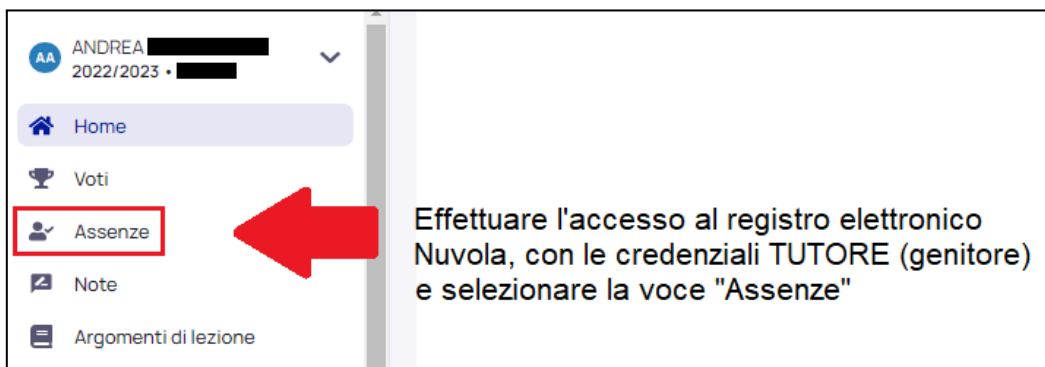 AA
ANDREA
2022/2023 •
Home
Voti
Assenze
Note
Argomenti di lezione
Effettuare l'accesso al registro elettronico
Nuvola, con le credenziali TUTORE (genitore)
e selezionare la voce "Assenze"